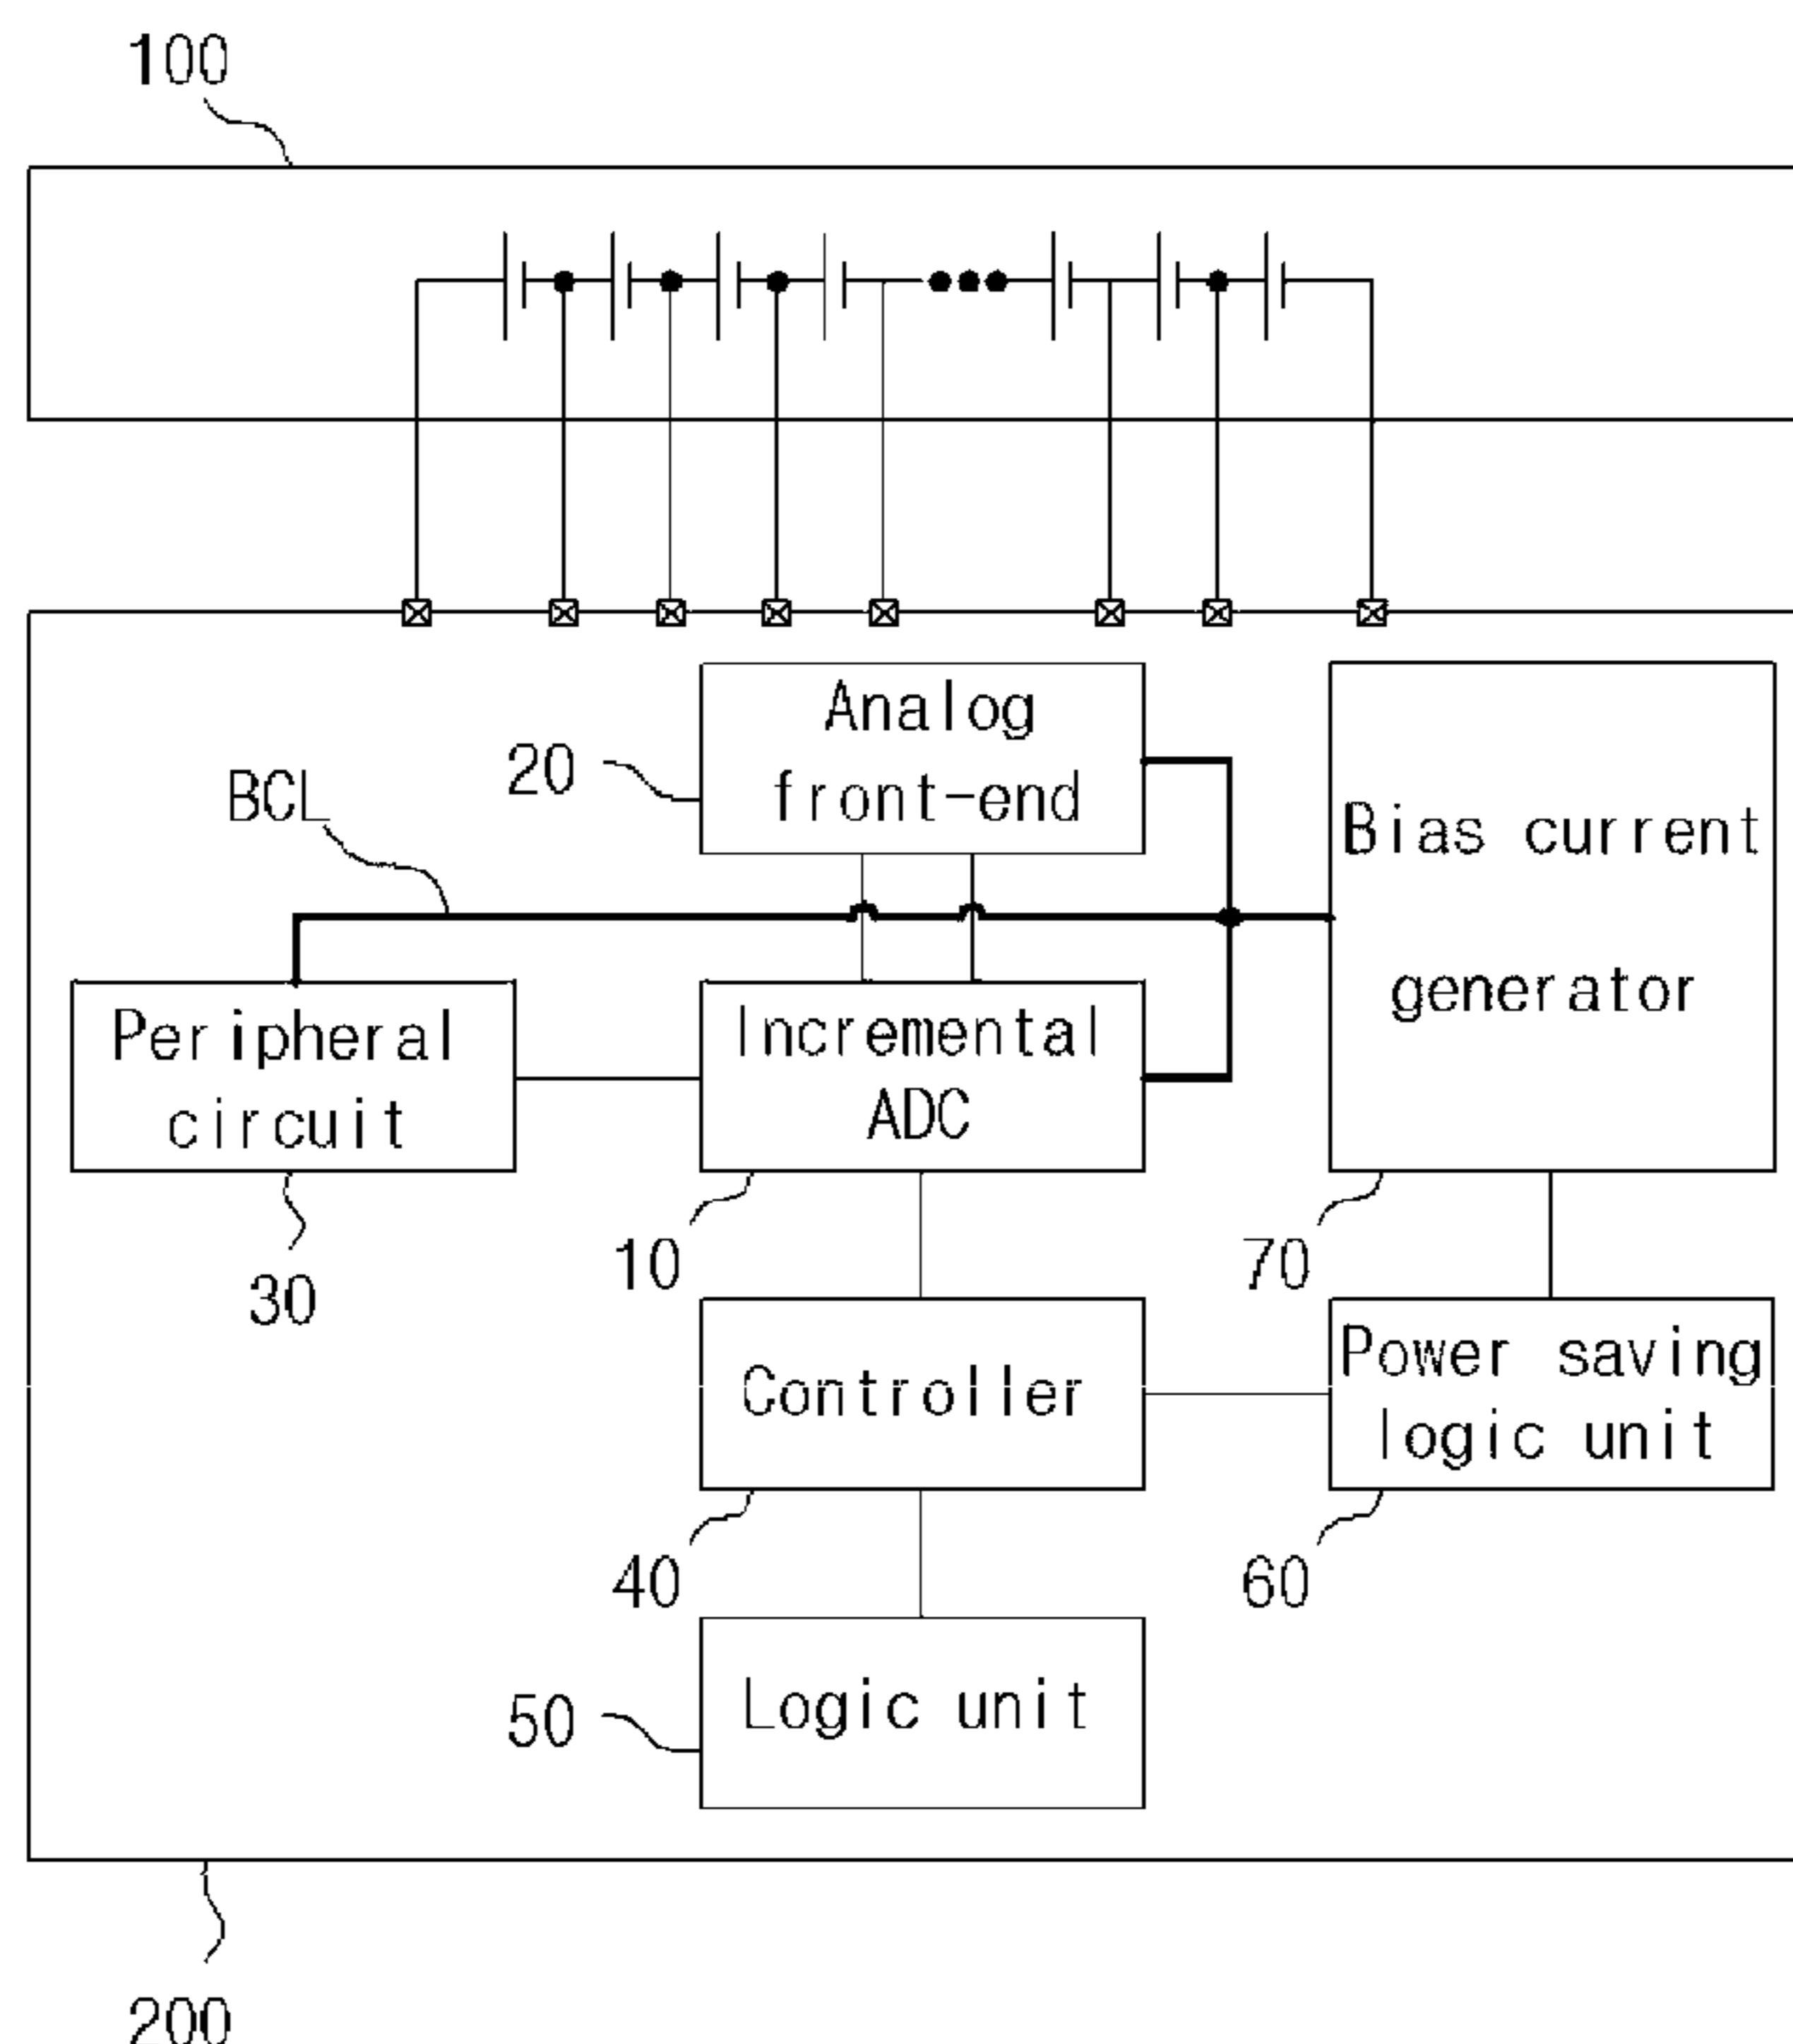 100
Analog
front-end
20
BCL
Bias current
generator
Peripheral
circuit
Incremental
ADC
30
10
70
Controller
Power saving
logic unit
40
60
Logic unit
50
200